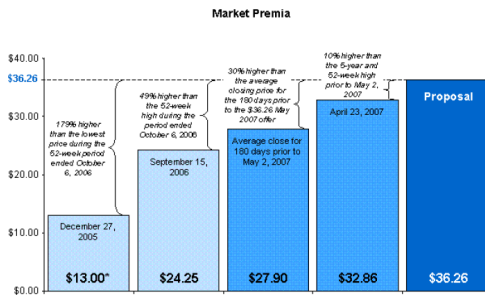 Market Premia
$40.00
$36.26
$30.00
$20.00
$10.00
$0.00
179% higher
than the lowest
price during the
52-week period
ended October
6, 2006
49% higher than
the 52-week
high during the
period ended
October 6, 2006
30% higher than
the average
closing price for
the 180 days prior
to the $36.26 May
2007 offer
10% higher than
the 5-year and
52-week high
prior to May 2,
2007
December 27,
2005
$13.00*
September 15,
2006
$24.25
Average close for
180 days prior to
May 2, 2007
$27.90
April 23, 2007
$32.86
Proposal
$36.26